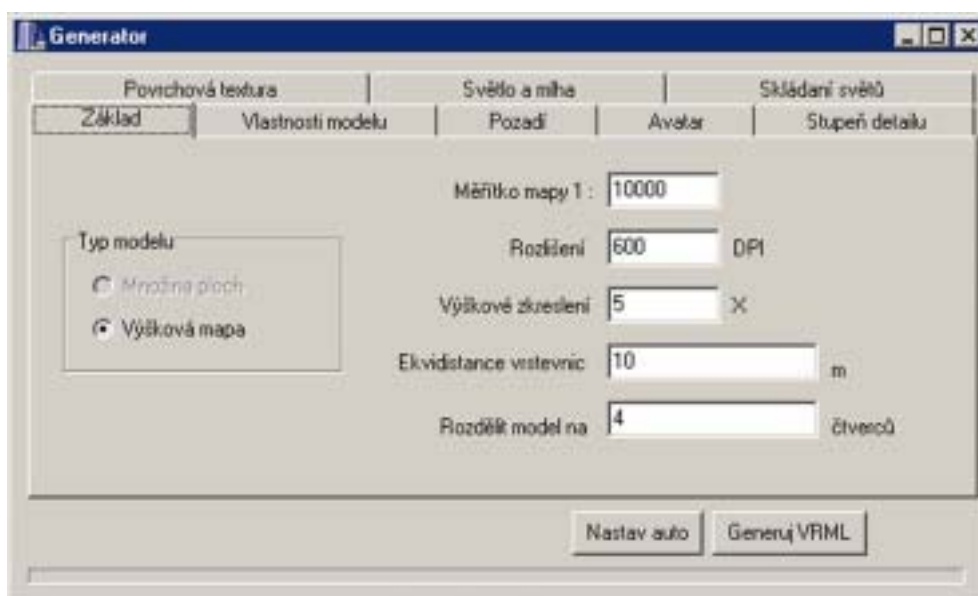 Generator
Povrchová textura Světlo a mlha Skládaní světů
Základ Vlastnosti modelu Pozadí Avatar Stupeň detailu
Měřítko mapy 1 : 10000
Typ modelu
Rozlišení 600 DPI
Množina ploch
Výškové zkreslení 5 X
Výšková mapa
Ekvidistance vrstevnic 10 m
Rozdělit model na 4 čtverců
Nastav auto Generuj VRML